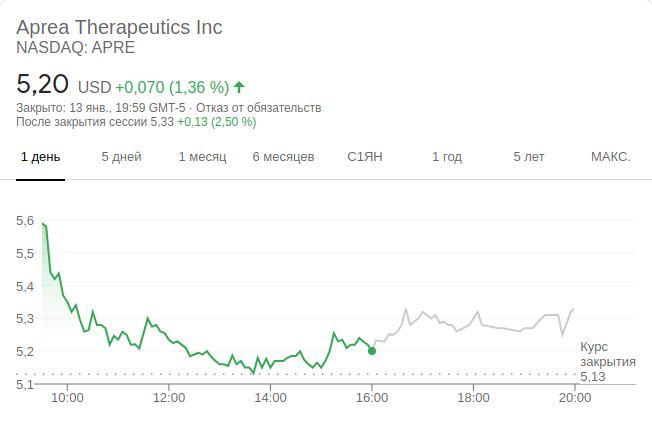 Aprea Therapeutics Inc
NASDAQ: APRE
5,20 USD +0,070 (1,36 %)
Закрыто: 13 янв., 19:59 GMT-5 · Отказ от обязательств
После закрытия сессии 5,33 +0,13 (2,50 %)
1 день 5 дней 1 месяц 6 месяцев С1ЯН 1 год 5 лет МАКС.
5,6
5,5
5,4
5,3
5,2
5,1
Курс
закрытия
5,13
10:00 12:00 14:00 16:00 18:00 20:00